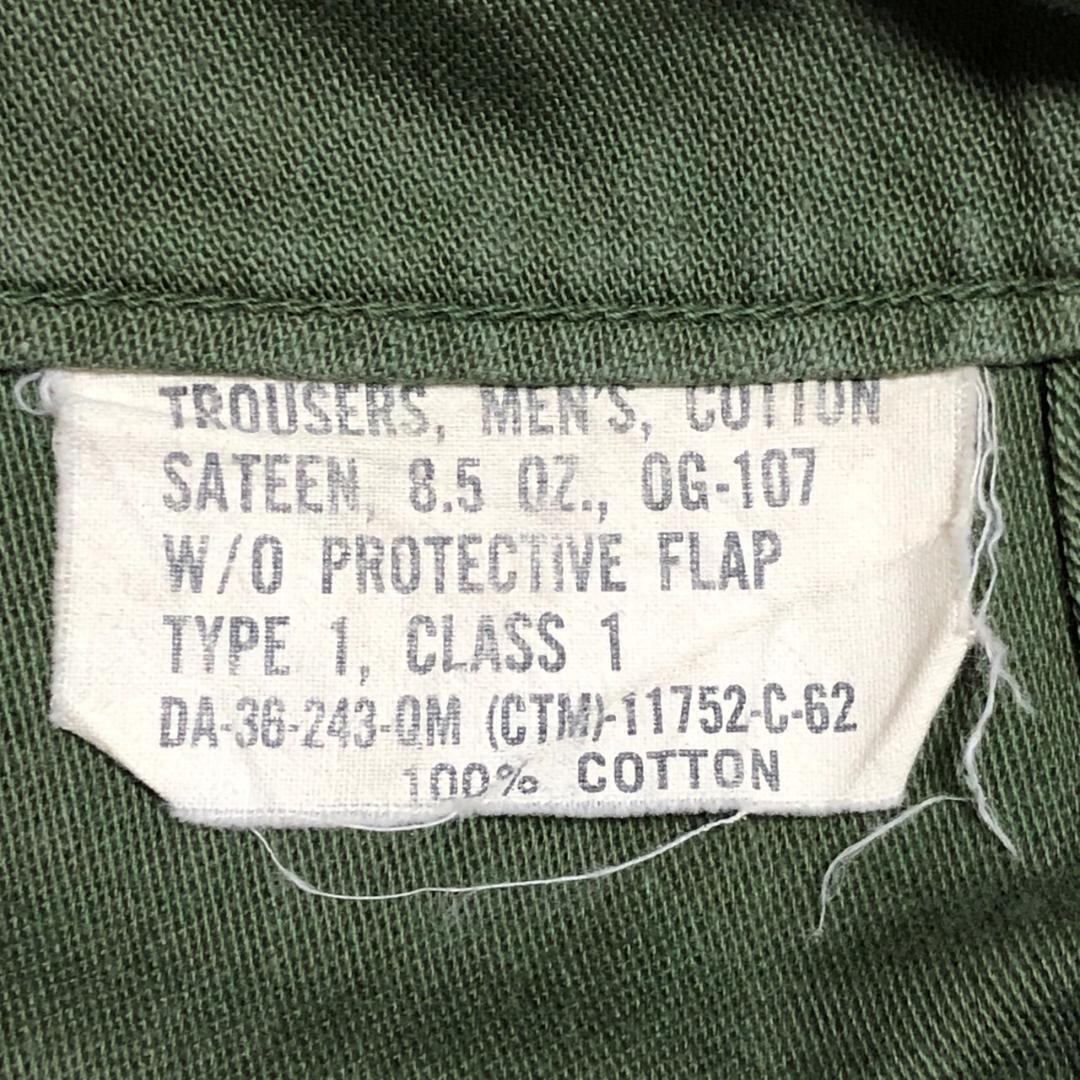 TROUSERS, MEN'S, COTTON
SATEEN, 8.5 OZ., OG-107
W/O PROTECTIVE FLAP
TYPE 1, CLASS 1
DA-36-243-QM (CTM)-11752-C-62
100% COTTON